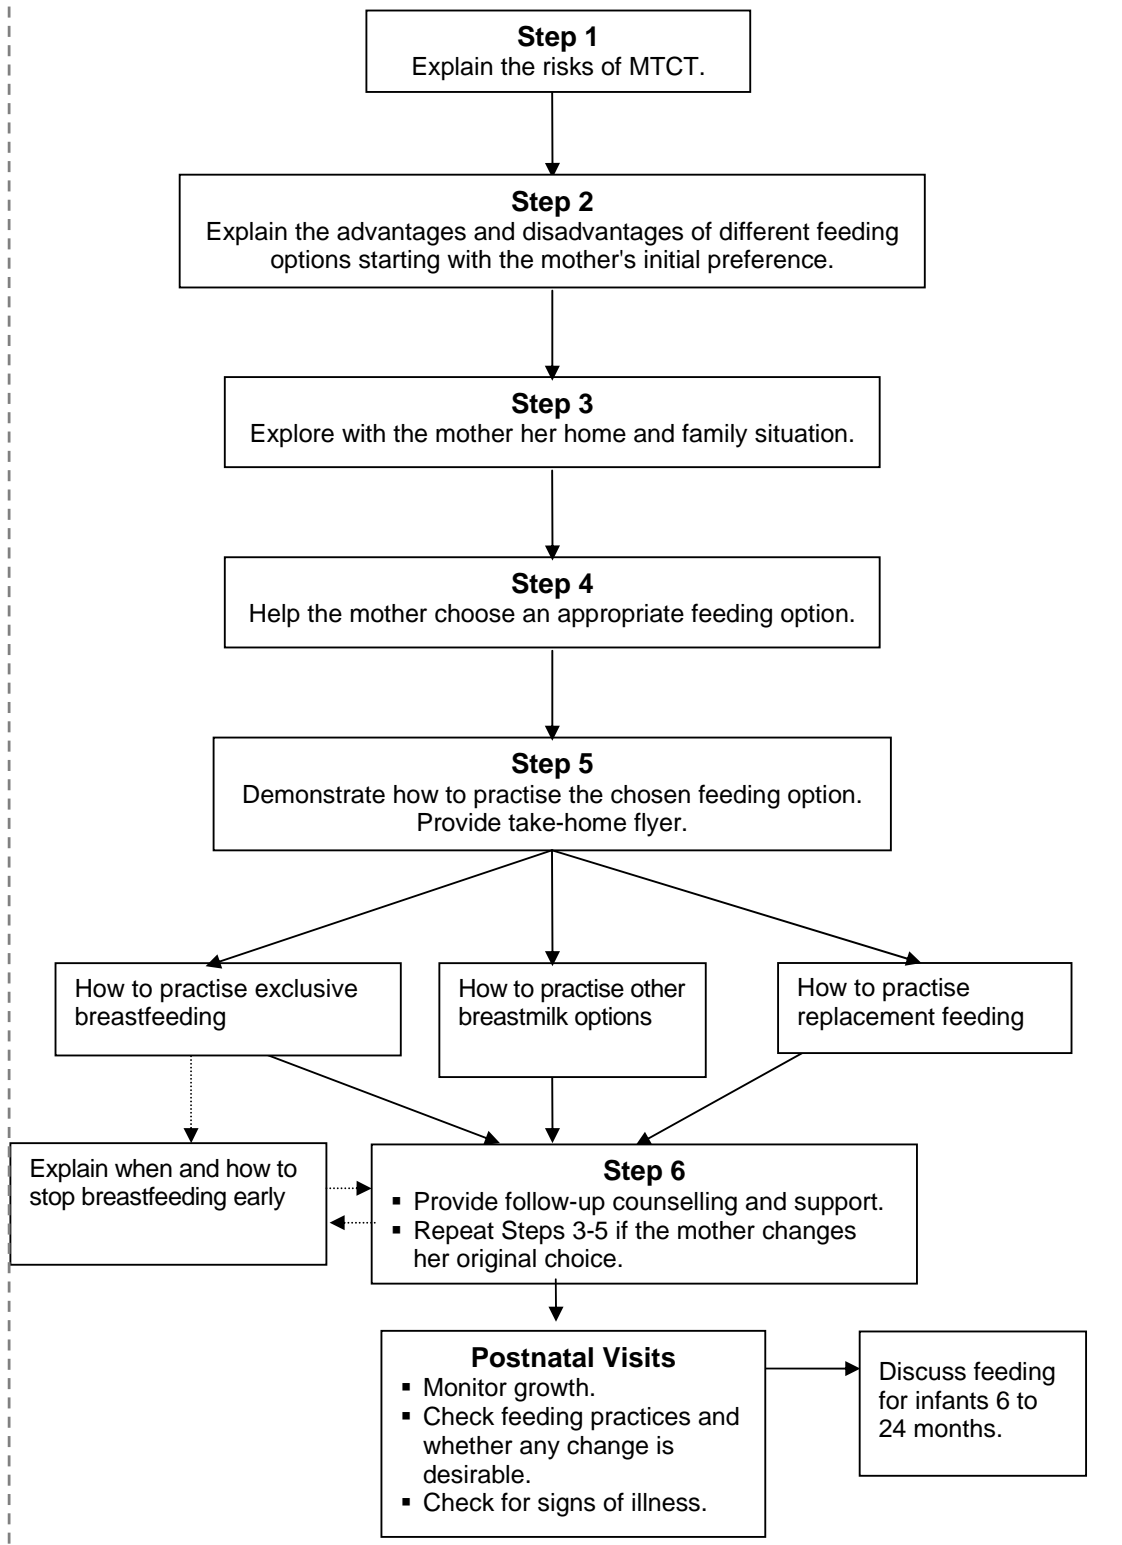 Step 1
Explain the risks of MTCT.
Step 2
Explain the advantages and disadvantages of different feeding
options starting with the mother's initial preference.
Step 3
Explore with the mother her home and family situation.
Step 4
Help the mother choose an appropriate feeding option.
Step 5
Demonstrate how to practise the chosen feeding option.
Provide take-home flyer.
How to practise exclusive
breastfeeding
How to practise other
breastmilk options
How to practise
replacement feeding
Explain when and how to
stop breastfeeding early
Step 6
▪ Provide follow-up counselling and support.
▪ Repeat Steps 3-5 if the mother changes
her original choice.
Postnatal Visits
▪ Monitor growth.
▪ Check feeding practices and
whether any change is
desirable.
▪ Check for signs of illness.
Discuss feeding
for infants 6 to
24 months.